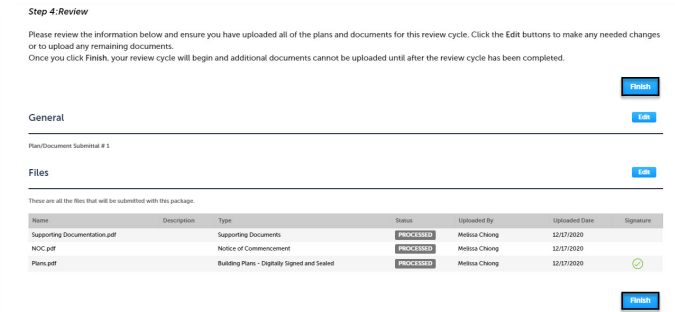 Step 4:Review
Please review the information below and ensure you have uploaded all of the plans and documents for this review cycle. Click the Edit buttons to make any needed changes
or to upload any remaining documents.
Once you click Finish, your review cycle will begin and additional documents cannot be uploaded until after the review cycle has been completed.
Finish
General Edit
Plan/Document Submittal # 1
Files Edit
These are all the files that will be submitted with this package.
Name Description Type Status Uploaded By Uploaded Date Signature
Supporting Documentation.pdf Supporting Documents PROCESSED Melissa Chiong 12/17/2020
NOC.pdf Notice of Commencement PROCESSED Melissa Chiong 12/17/2020
Plans.pdf Building Plans - Digitally Signed and Sealed PROCESSED Melissa Chiong 12/17/2020
Finish